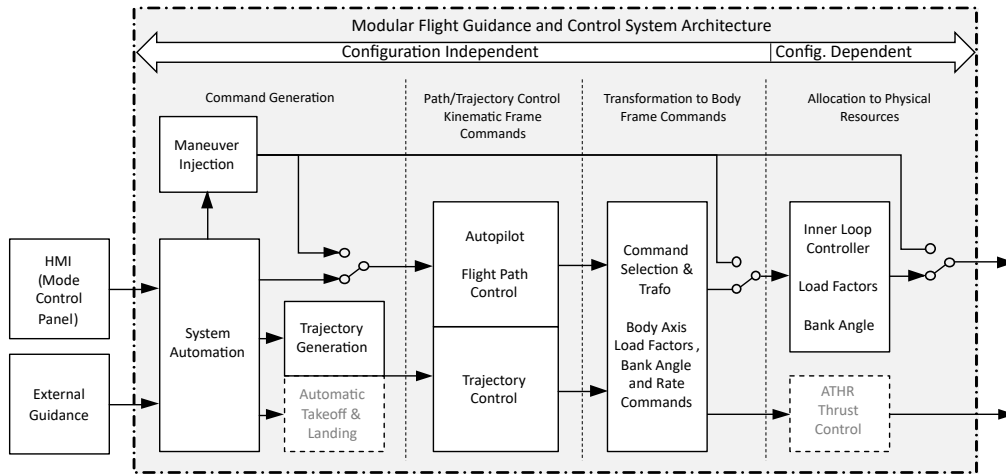 Modular Flight Guidance and Control System Architecture
Configuration Independent
Config. Dependent
Command Generation
Path/Trajectory Control
Kinematic Frame
Commands
Transformation to Body
Frame Commands
Allocation to Physical
Resources
Maneuver
Injection
HMI
(Mode
Control
Panel)
External
Guidance
System
Automation
Trajectory
Generation
Automatic
Takeoff &
Landing
Autopilot
Flight Path
Control
Trajectory
Control
Command
Selection &
Trafo
Body Axis
Load Factors ,
Bank Angle
and Rate
Commands
Inner Loop
Controller
Load Factors
Bank Angle
ATHR
Thrust
Control